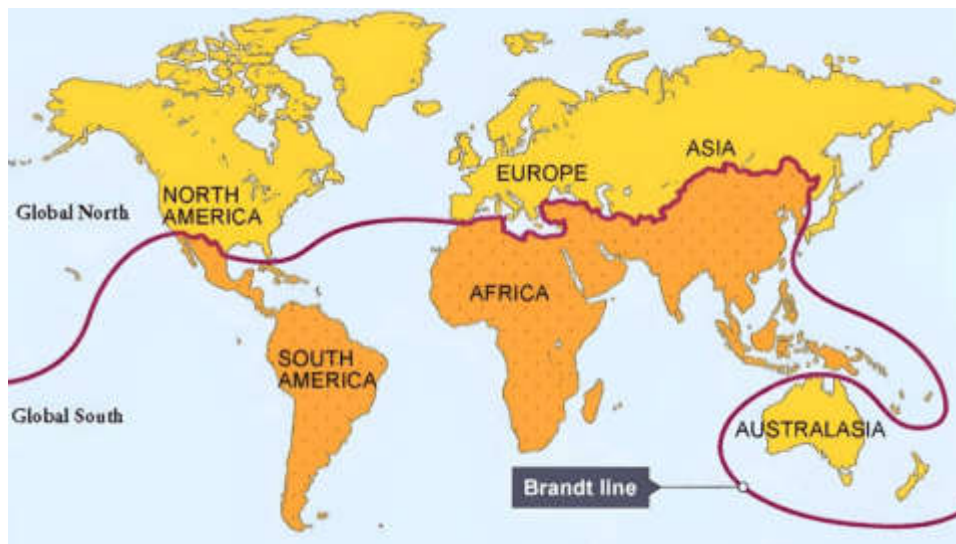 ASIA
EUROPE
NORTH
AMERICA
Global North
AFRICA
SOUTH
AMERICA
Global South
AUSTRALASIA
Brandt line